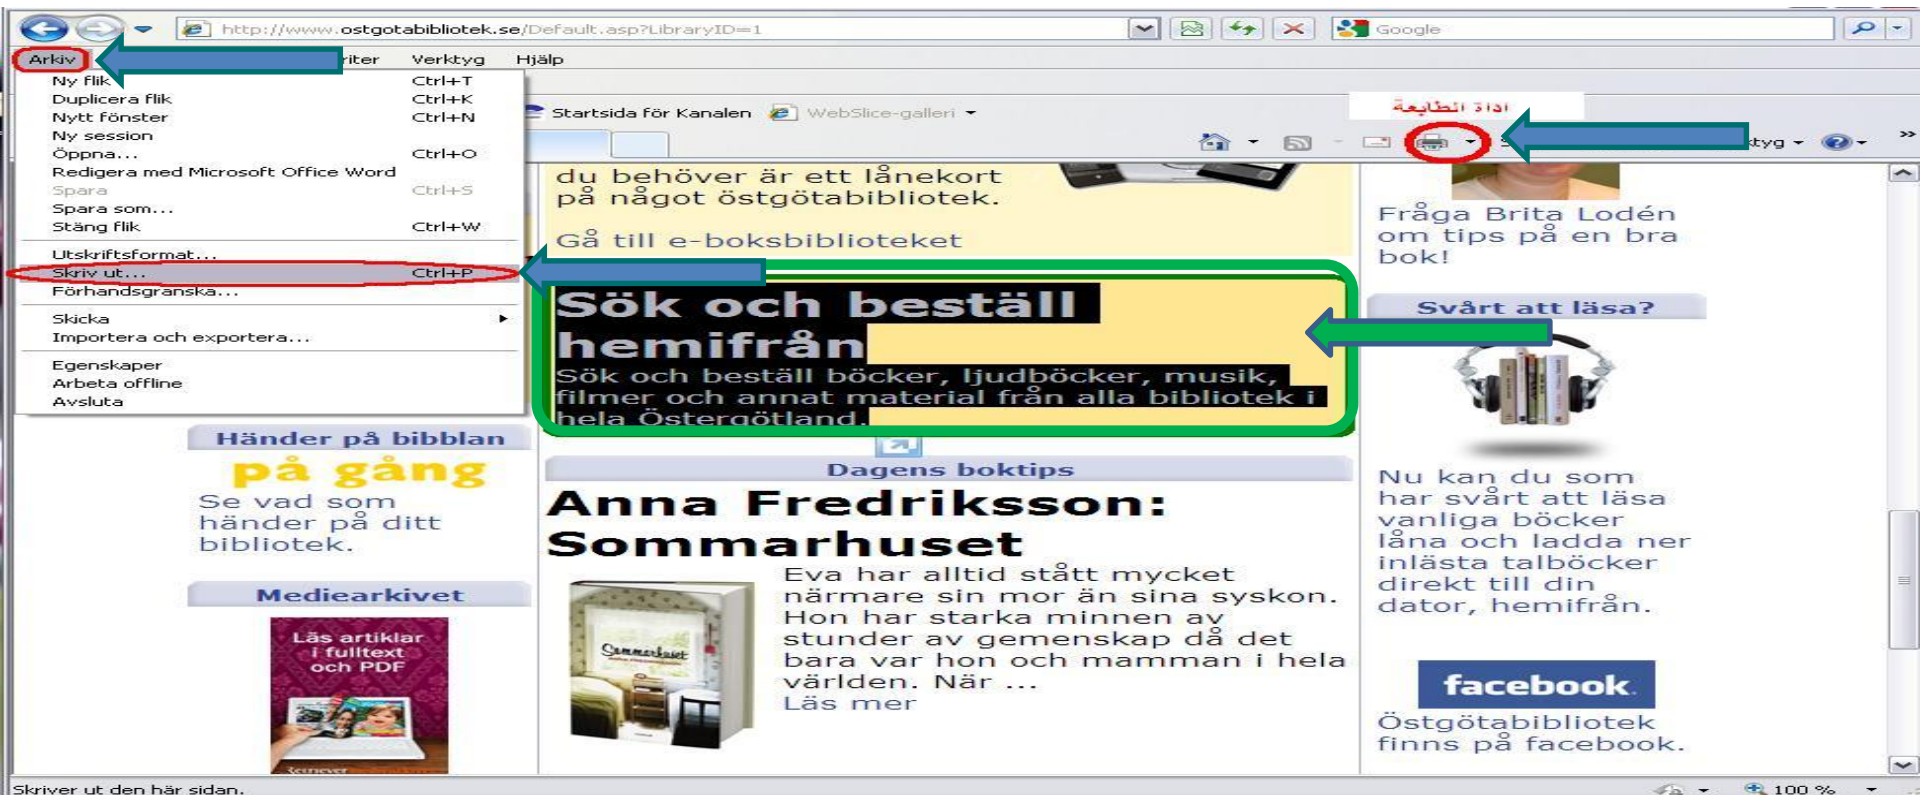 http://www.ostgotabibliotek.se/Default.asp?LibraryID=1
Google
Arkiv
Verktyg
Hjälp
Ny flik Ctrl+T
Duplicera flik Ctrl+K
Nytt fönster Ctrl+N
Ny session
Öppna... Ctrl+O
Redigera med Microsoft Office Word
Spara Ctrl+S
Spara som...
Stäng flik Ctrl+W
Utskriftsformat...
Skriv ut... Ctrl+P
Förhandsgranska...
Skicka
Importera och exportera...
Egenskaper
Arbeta offline
Avsluta
Startsida för Kanalen
WebSlice-galleri
اداة الطابعة
Händer på bibblan
på gång
Se vad som
händer på ditt
bibliotek.
Mediearkivet
Läs artiklar
i fulltext
och PDF
Retriever
du behöver är ett lånekort
på något östgötabibliotek.
Gå till e-boksbiblioteket
Sök och beställ
hemifrån
Sök och beställ böcker, ljudböcker, musik,
filmer och annat material från alla bibliotek i
hela Östergötland.
Dagens boktips
Anna Fredriksson:
Sommarhuset
Sommarhuset
Eva har alltid stått mycket
närmare sin mor än sina syskon.
Hon har starka minnen av
stunder av gemenskap då det
bara var hon och mamman i hela
världen. När ...
Läs mer
Fråga Brita Lodén
om tips på en bra
bok!
Svårt att läsa?
Nu kan du som
har svårt att läsa
vanliga böcker
låna och ladda ner
inlästa talböcker
direkt till din
dator, hemifrån.
facebook
Östgötabibliotek
finns på facebook.
Skriver ut den här sidan.
100 %